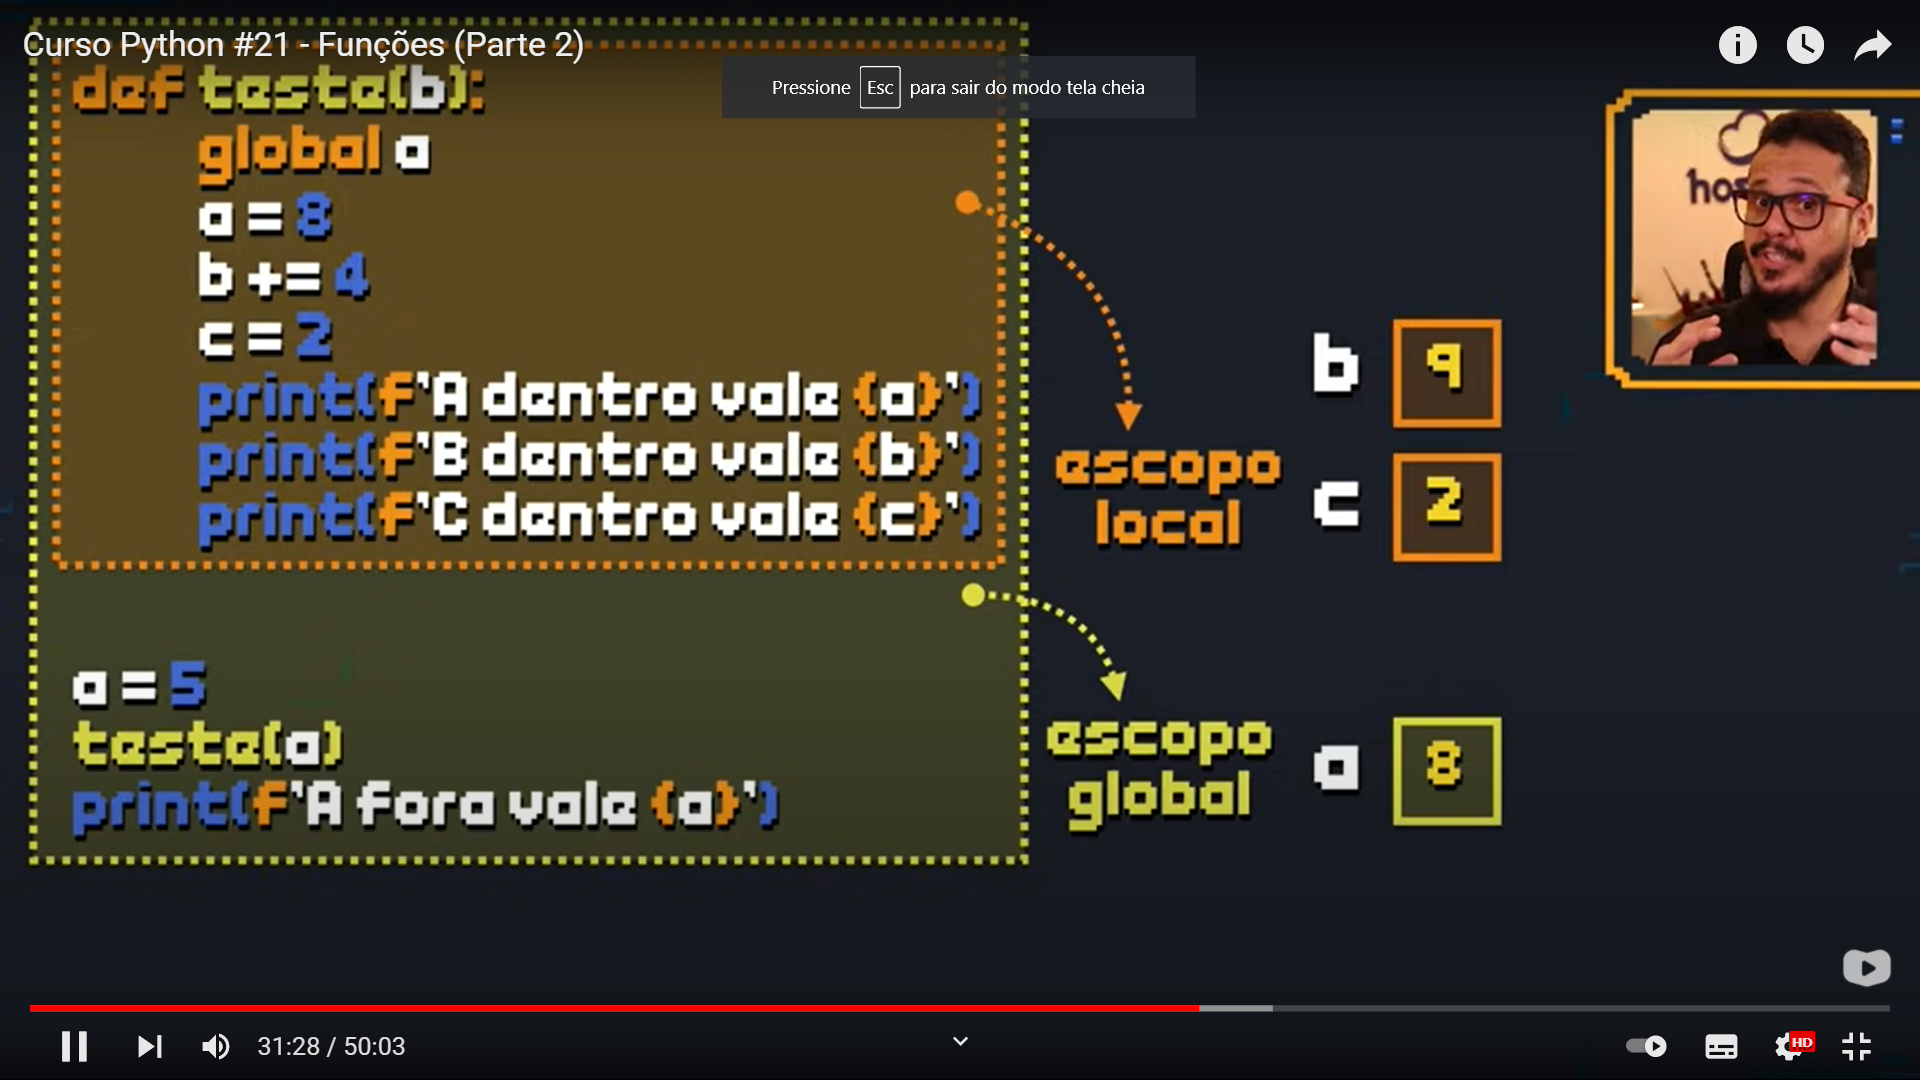 Curso Python #21 - Funções (Parte 2)
Pressione Esc para sair do modo tela cheia
def teste(b):
global a
a = 8
b += 4
c = 2
print(f'A dentro vale {a}')
print(f'B dentro vale {b}')
print(f'C dentro vale {c}')
a = 5
teste(a)
print(f'A fora vale {a}')
escopo
local
b 9
c 2
escopo
global
a 8
31:28 / 50:03
HD